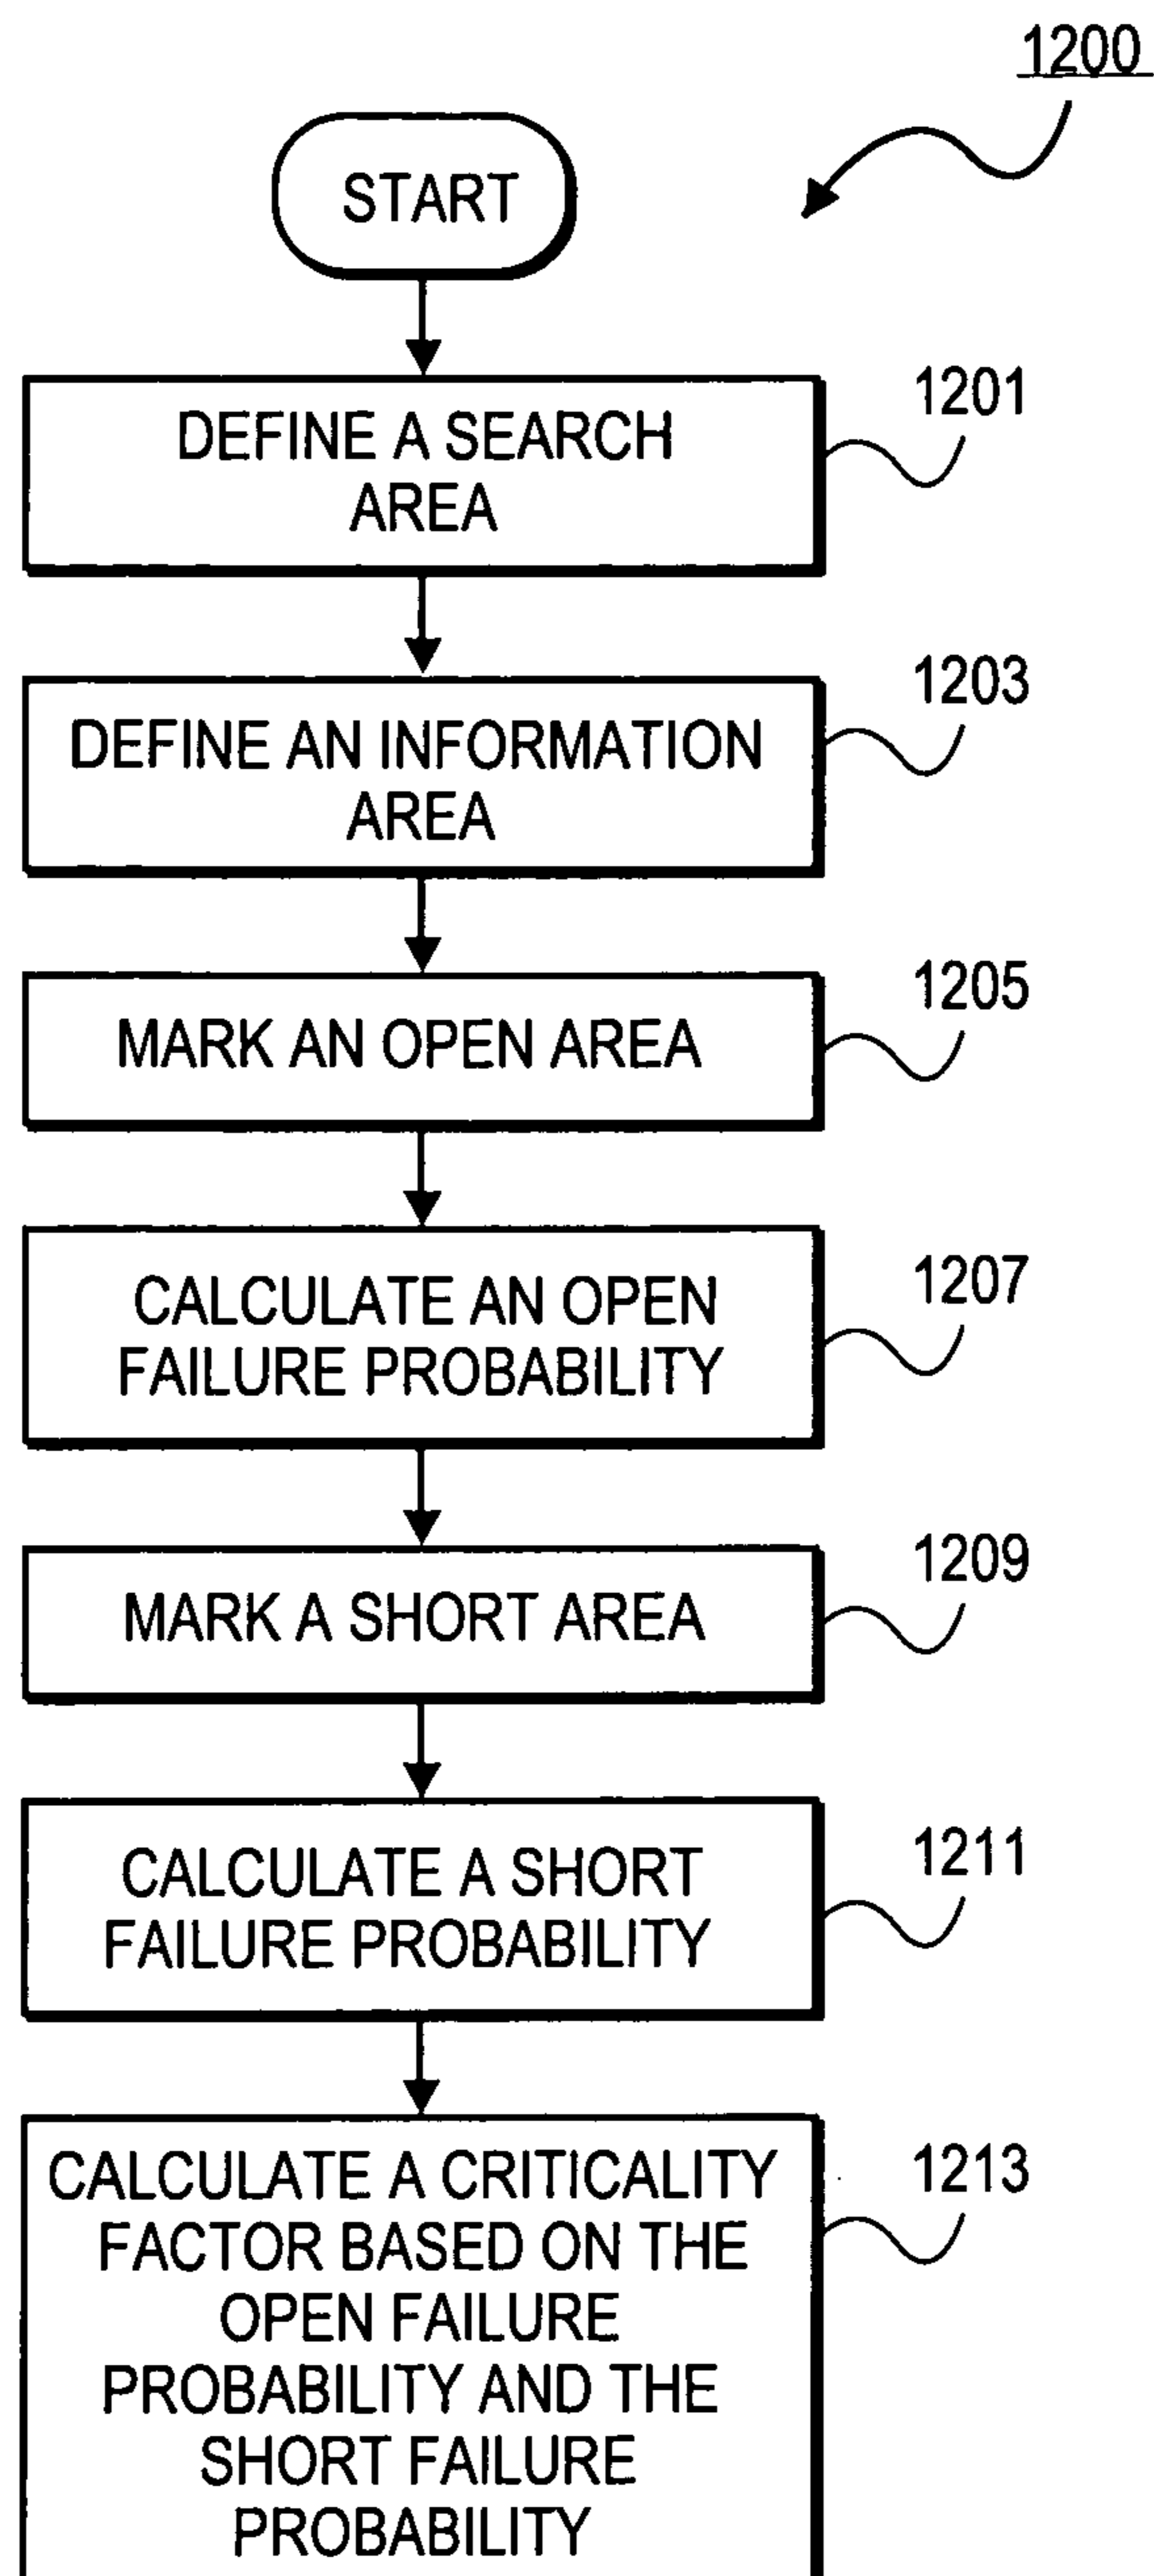 1200
START
1201
DEFINE A SEARCH
AREA
1203
DEFINE AN INFORMATION
AREA
1205
MARK AN OPEN AREA
1207
CALCULATE AN OPEN
FAILURE PROBABILITY
1209
MARK A SHORT AREA
1211
CALCULATE A SHORT
FAILURE PROBABILITY
1213
CALCULATE A CRITICALITY
FACTOR BASED ON THE
OPEN FAILURE
PROBABILITY AND THE
SHORT FAILURE
PROBABILITY